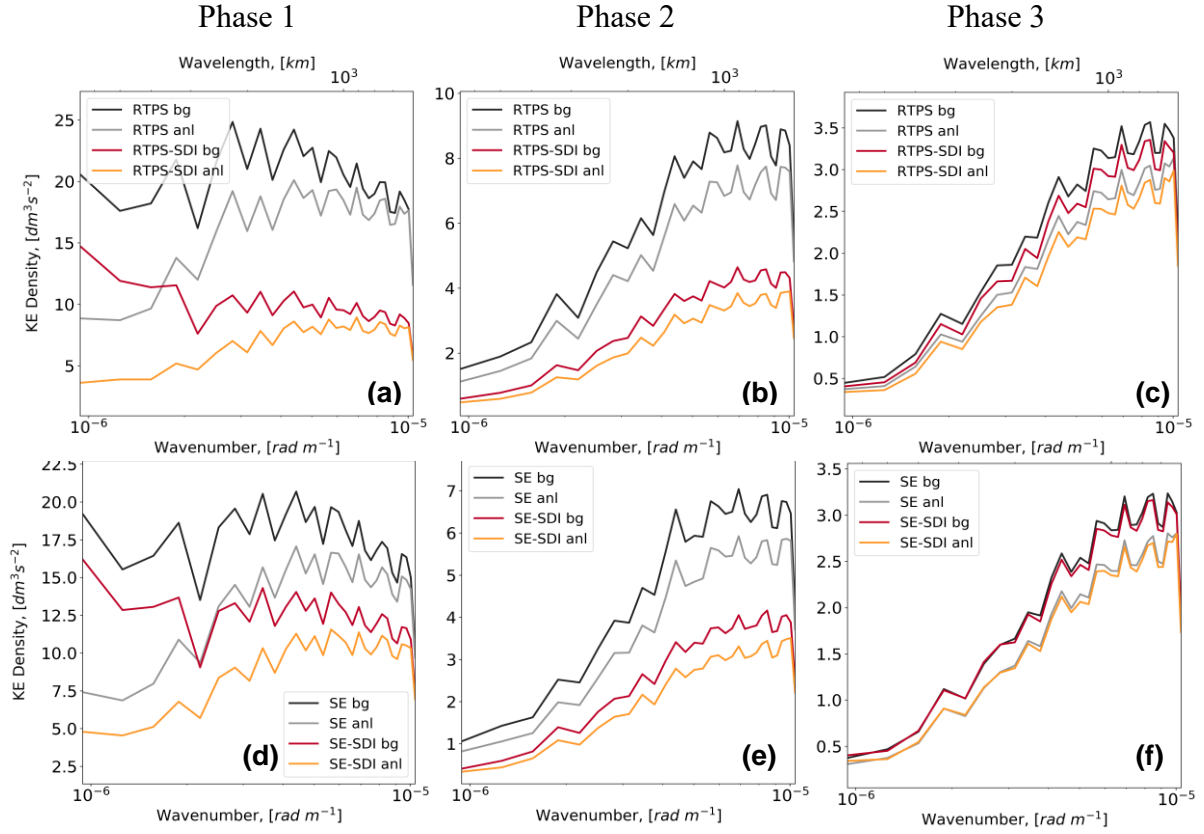 Phase 1 Phase 2 Phase 3
Wavelength, [km] Wavelength, [km] Wavelength, [km]
10³ 10³ 10³
KE Density, [dm³s⁻²]
25
20
15
10
5
RTPS bg
RTPS anl
RTPS-SDI bg
RTPS-SDI anl
(a)
10⁻⁶ 10⁻⁵
Wavenumber, [rad m⁻¹]
10
8
6
4
2
RTPS bg
RTPS anl
RTPS-SDI bg
RTPS-SDI anl
(b)
10⁻⁶ 10⁻⁵
Wavenumber, [rad m⁻¹]
3.5
3.0
2.5
2.0
1.5
1.0
0.5
RTPS bg
RTPS anl
RTPS-SDI bg
RTPS-SDI anl
(c)
10⁻⁶ 10⁻⁵
Wavenumber, [rad m⁻¹]
KE Density, [dm³s⁻²]
22.5
20.0
17.5
15.0
12.5
10.0
7.5
5.0
2.5
SE bg
SE anl
SE-SDI bg
SE-SDI anl
(d)
10⁻⁶ 10⁻⁵
Wavenumber, [rad m⁻¹]
7
6
5
4
3
2
1
SE bg
SE anl
SE-SDI bg
SE-SDI anl
(e)
10⁻⁶ 10⁻⁵
Wavenumber, [rad m⁻¹]
3.5
3.0
2.5
2.0
1.5
1.0
0.5
SE bg
SE anl
SE-SDI bg
SE-SDI anl
(f)
10⁻⁶ 10⁻⁵
Wavenumber, [rad m⁻¹]